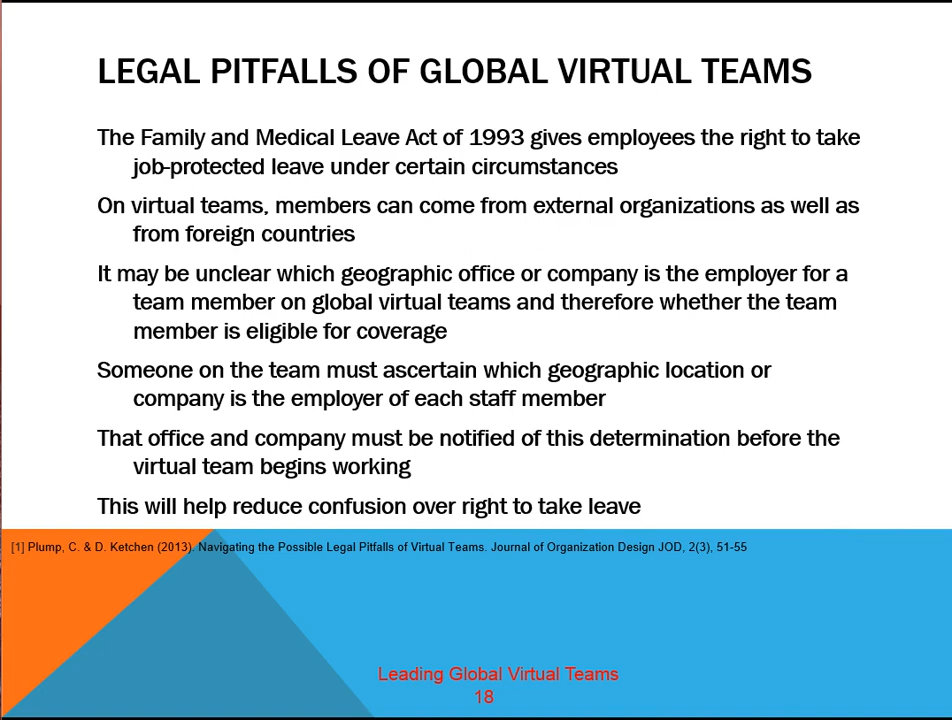 LEGAL PITFALLS OF GLOBAL VIRTUAL TEAMS
The Family and Medical Leave Act of 1993 gives employees the right to take
job-protected leave under certain circumstances
On virtual teams, members can come from external organizations as well as
from foreign countries
It may be unclear which geographic office or company is the employer for a
team member on global virtual teams and therefore whether the team
member is eligible for coverage
Someone on the team must ascertain which geographic location or
company is the employer of each staff member
That office and company must be notified of this determination before the
virtual team begins working
This will help reduce confusion over right to take leave
[1] Plump, C. & D. Ketchen (2013). Navigating the Possible Legal Pitfalls of Virtual Teams. Journal of Organization Design JOD, 2(3), 51-55
Leading Global Virtual Teams
18